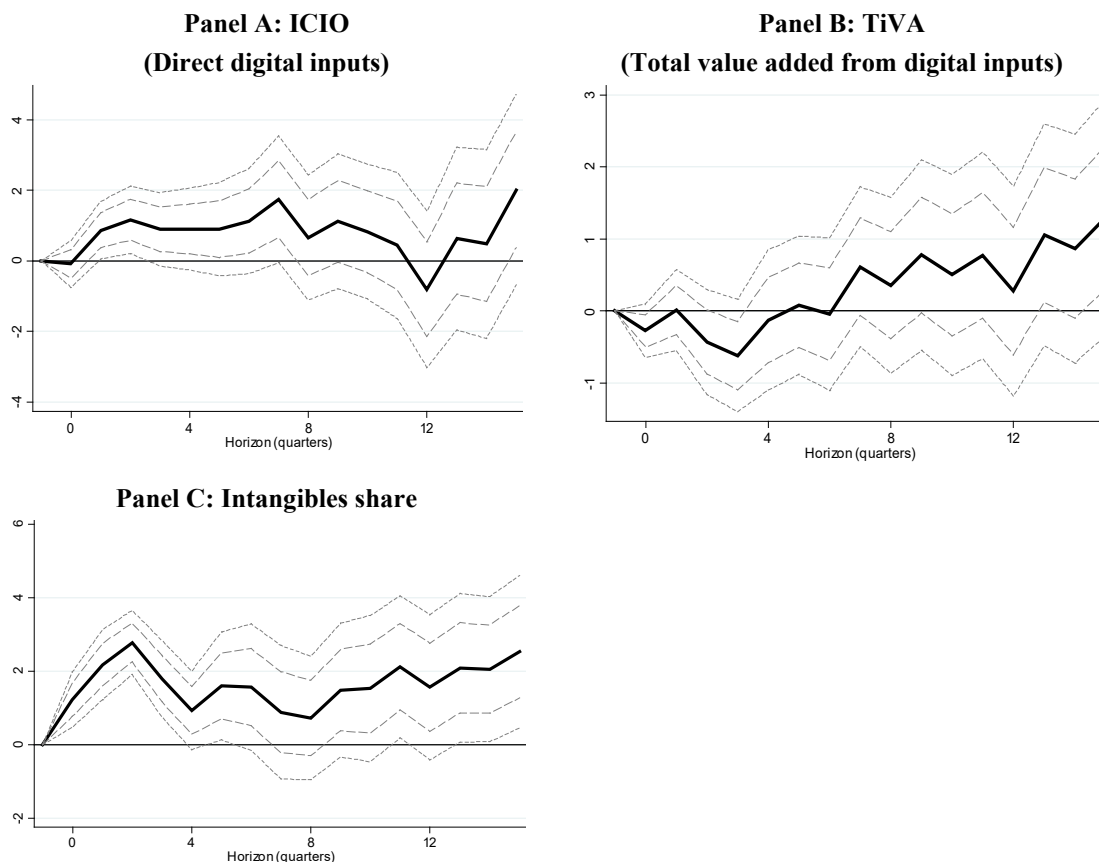 Panel A: ICIO
(Direct digital inputs)
4
2
0
-2
-4
0 4 8 12
Horizon (quarters)
Panel B: TiVA
(Total value added from digital inputs)
3
2
1
0
-1
0 4 8 12
Horizon (quarters)
Panel C: Intangibles share
6
4
2
0
-2
0 4 8 12
Horizon (quarters)